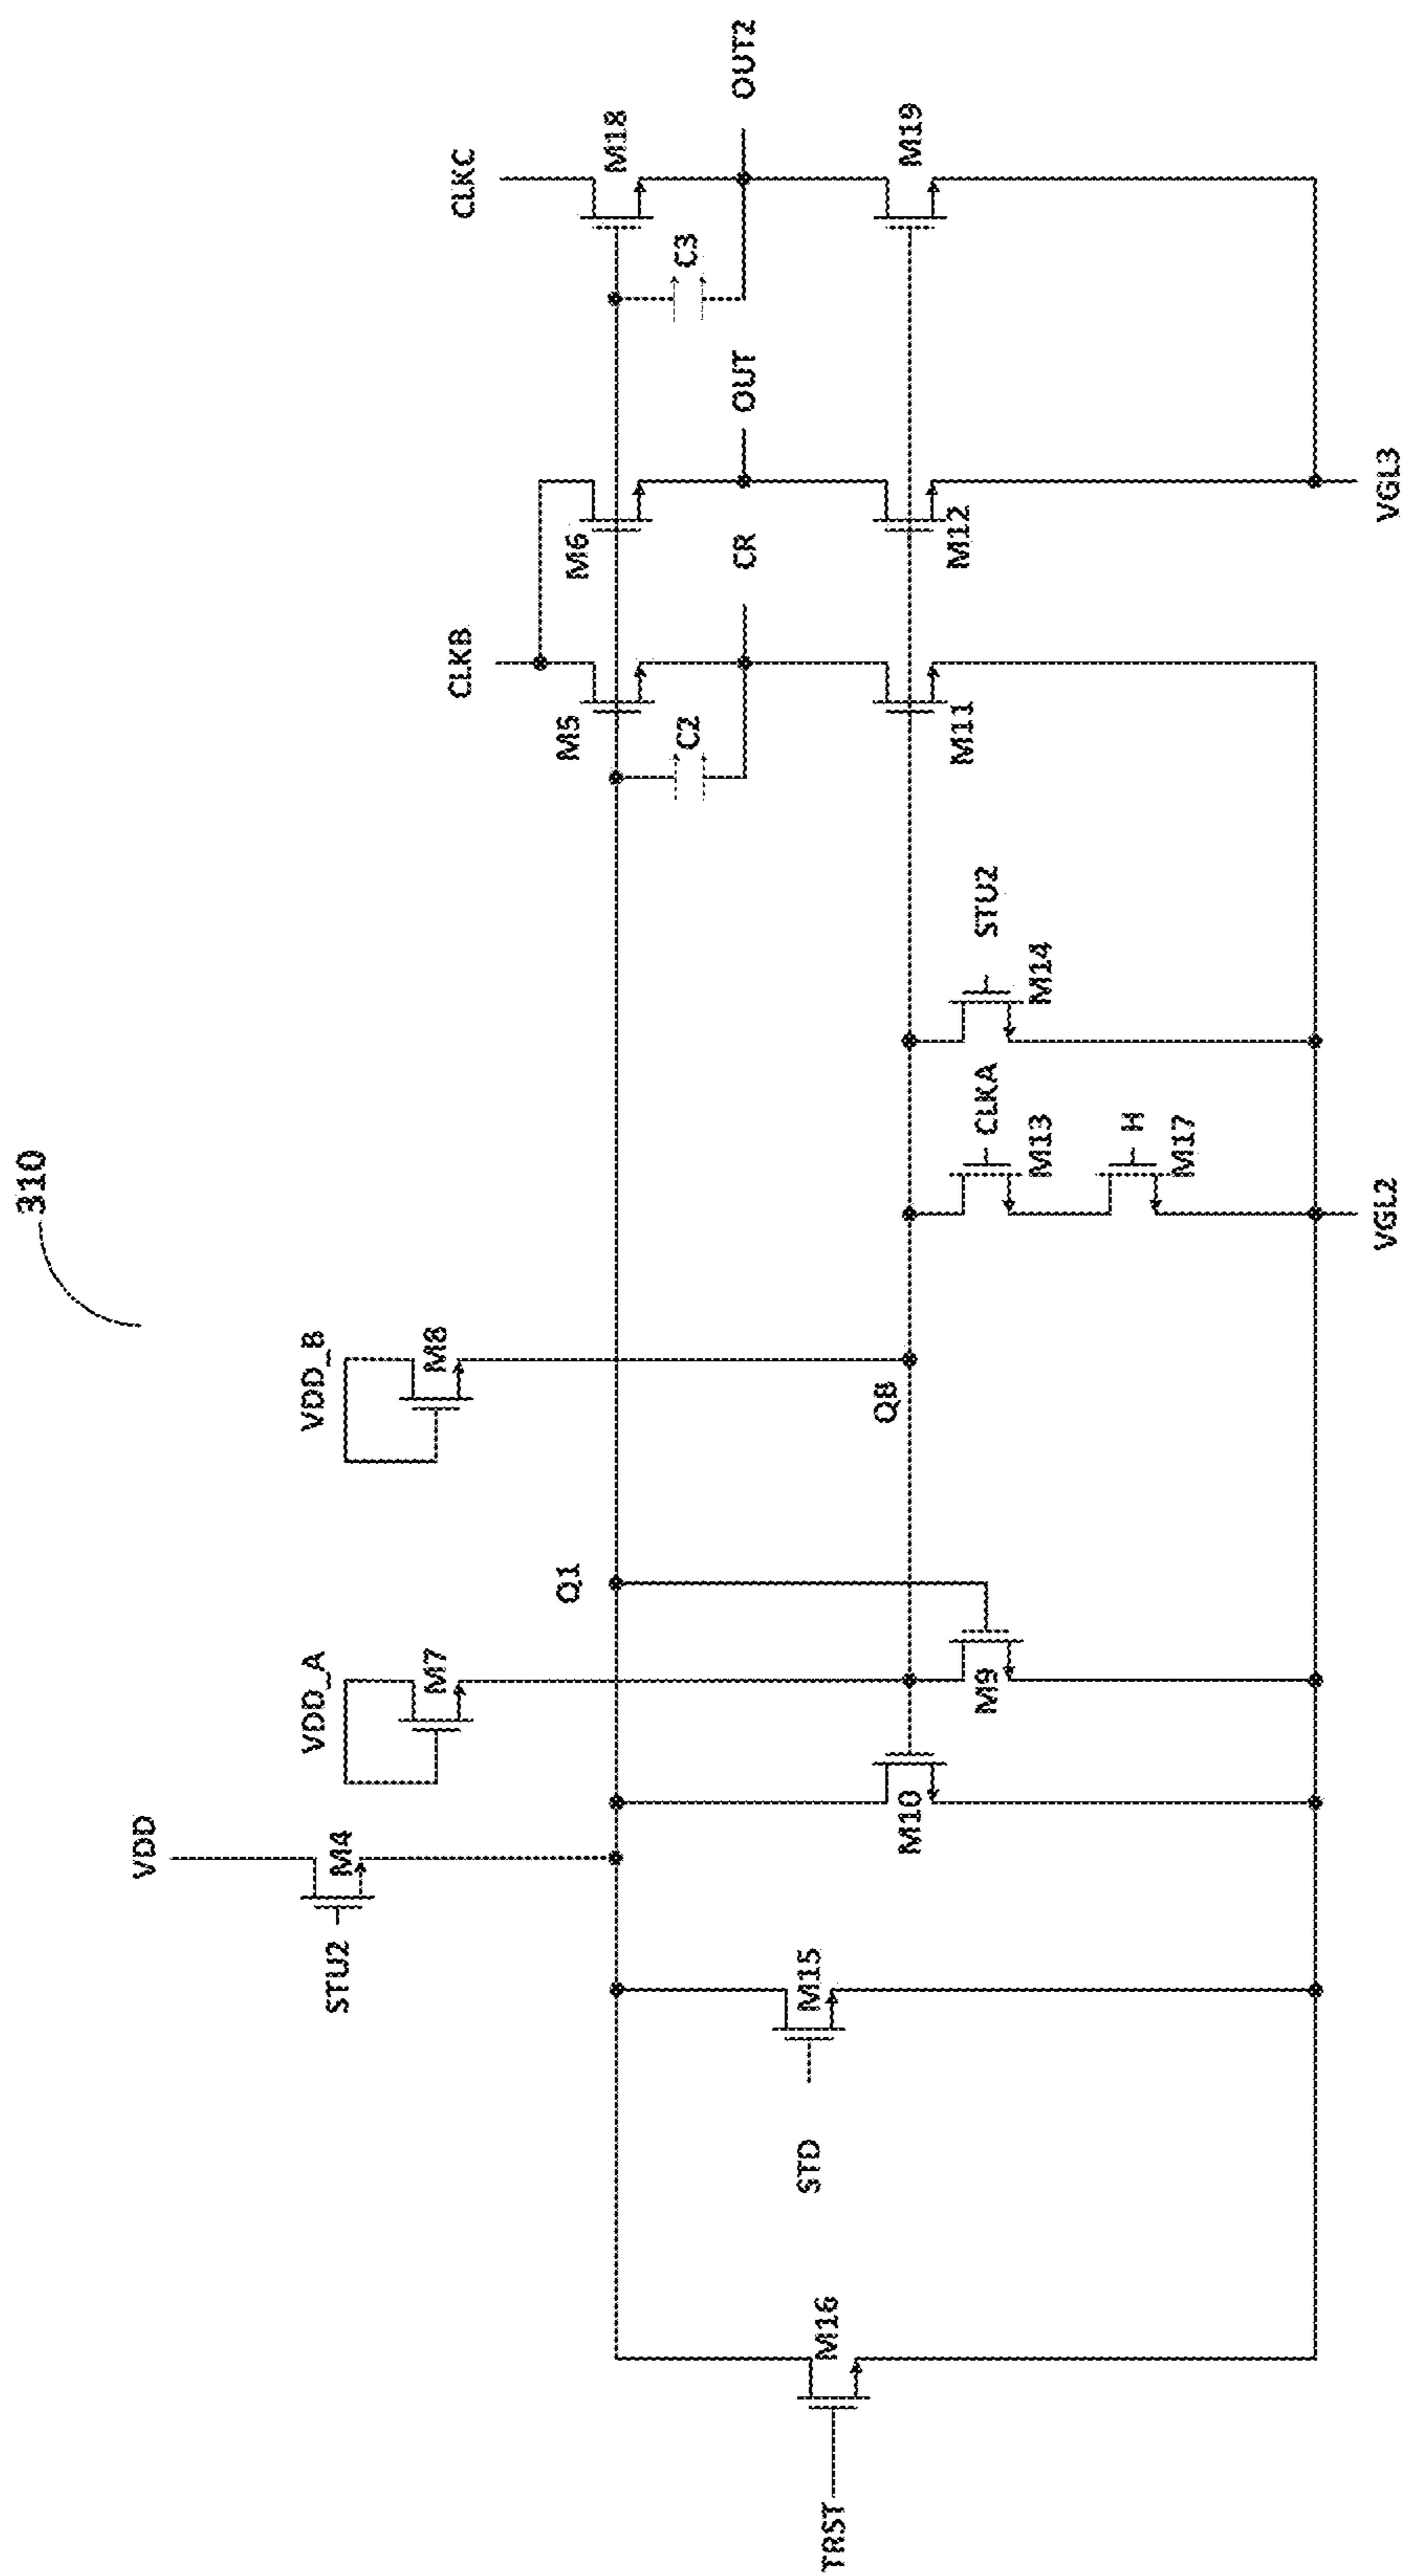 310
VDD
STU2
M4
VDD_A
M7
VDD_B
M8
CLKB
CLKC
Q1
M5
M6
M18
C2
C3
CR
OUT
OUT2
TRST
M16
STD
M15
M10
M9
QB
CLKA
M13
STU2
M14
H
M17
M11
M12
M19
VGL2
VGL3